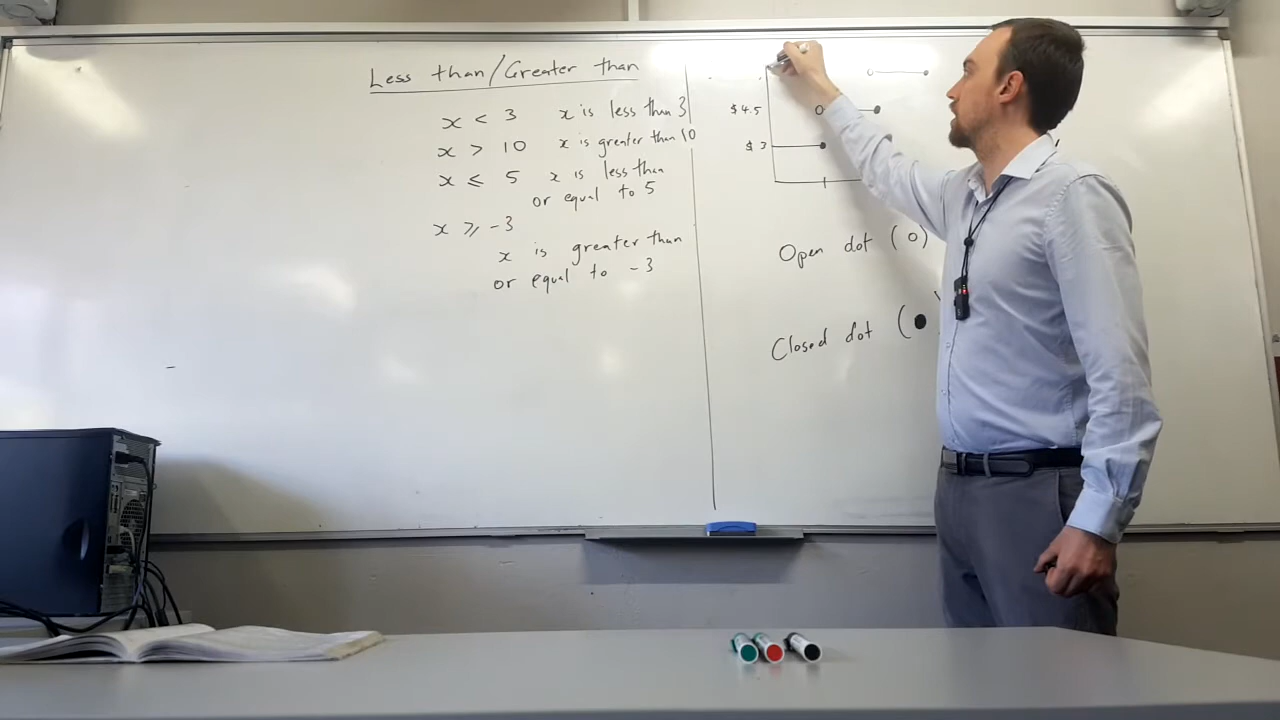 Less than/Greater than
x < 3 x is less than 3
x > 10 x is greater than 10
x ⩽ 5 x is less than
or equal to 5
x ⩾ -3
x is greater than
or equal to -3
$4.5
$3
Open dot (o)
Closed dot (●